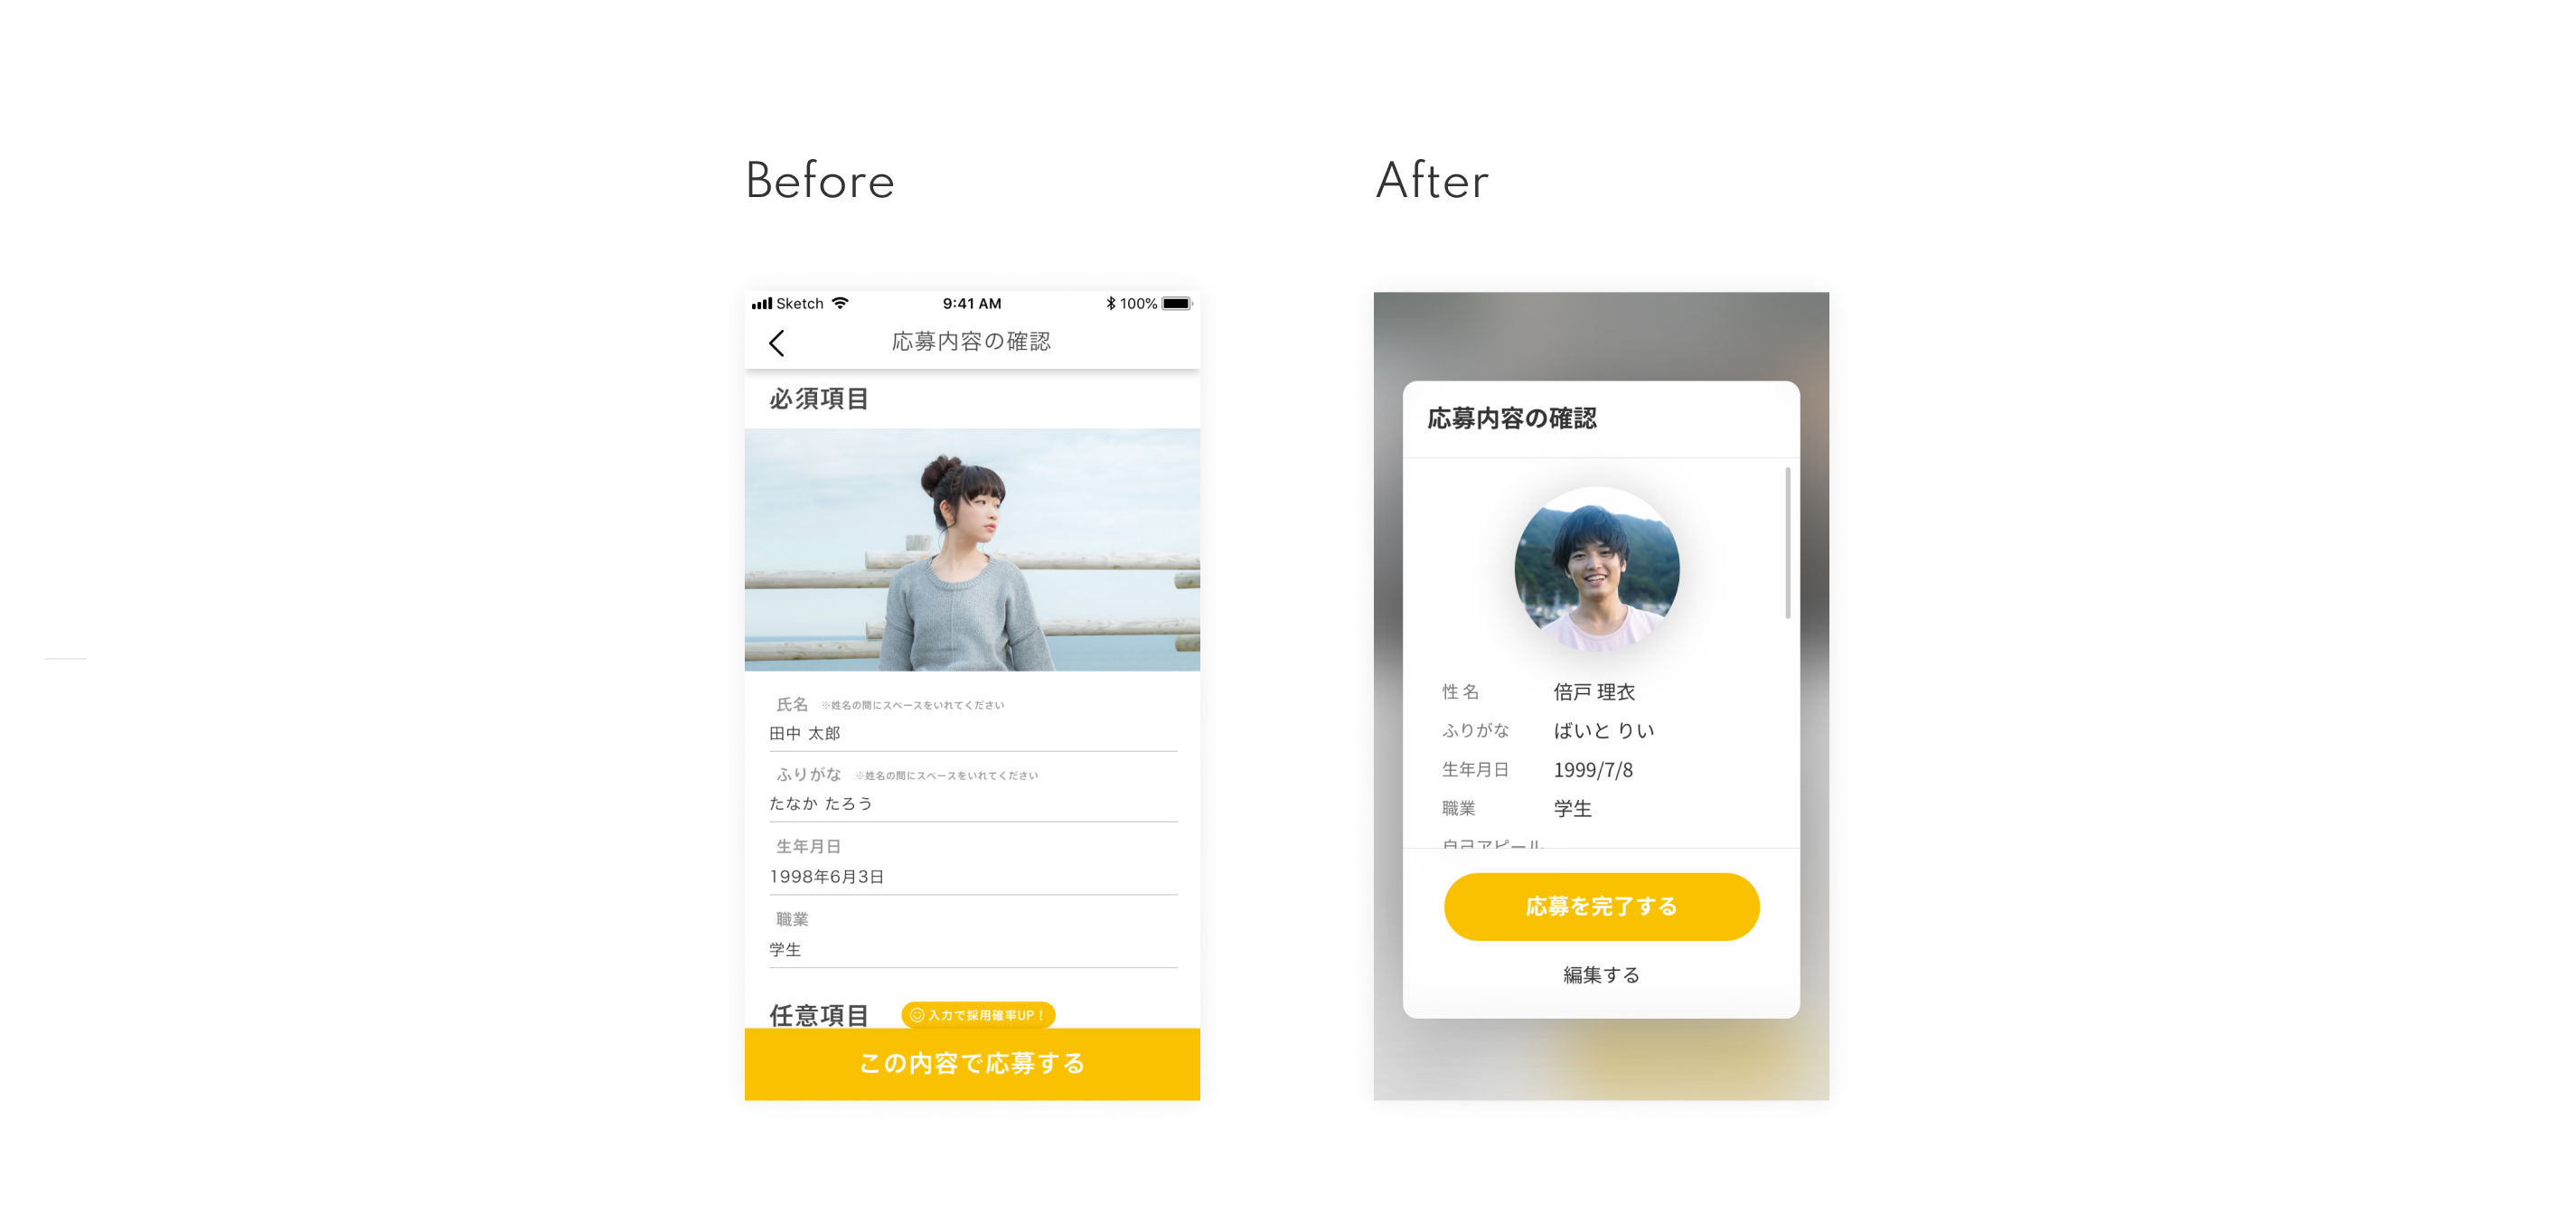 Before
After
Sketch 9:41 AM 100%
応募内容の確認
必須項目
氏名 ※姓名の間にスペースをいれてください
田中 太郎
ふりがな ※姓名の間にスペースをいれてください
たなか たろう
生年月日
1998年6月3日
職業
学生
任意項目 入力で採用確率UP！
この内容で応募する
応募内容の確認
性 名 倍戸 理衣
ふりがな ばいと りい
生年月日 1999/7/8
職業 学生
自己アピール
応募を完了する
編集する